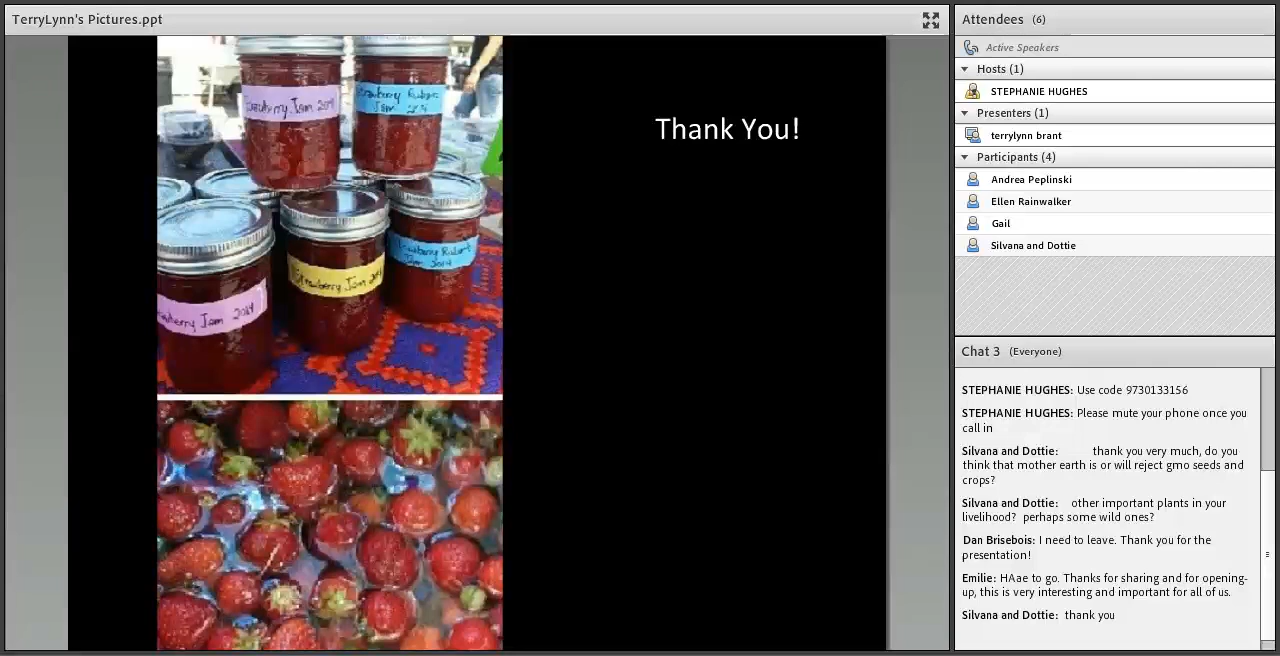 TerryLynn's Pictures.ppt
Strawberry Jam 2014
Jam
Thank You!
Jam 2014
Strawberry Jam
Jam 2014
Attendees (6)
Active Speakers
Hosts (1)
STEPHANIE HUGHES
Presenters (1)
terrylynn brant
Participants (4)
Andrea Peplinski
Ellen Rainwalker
Gail
Silvana and Dottie
Chat 3 (Everyone)
STEPHANIE HUGHES: Use code 9730133156
STEPHANIE HUGHES: Please mute your phone once you
call in
Silvana and Dottie: thank you very much, do you
think that mother earth is or will reject gmo seeds and
crops?
Silvana and Dottie: other important plants in your
livelihood? perhaps some wild ones?
Dan Brisebois: I need to leave. Thank you for the
presentation!
Emilie: HAae to go. Thanks for sharing and for opening-
up, this is very interesting and important for all of us.
Silvana and Dottie: thank you